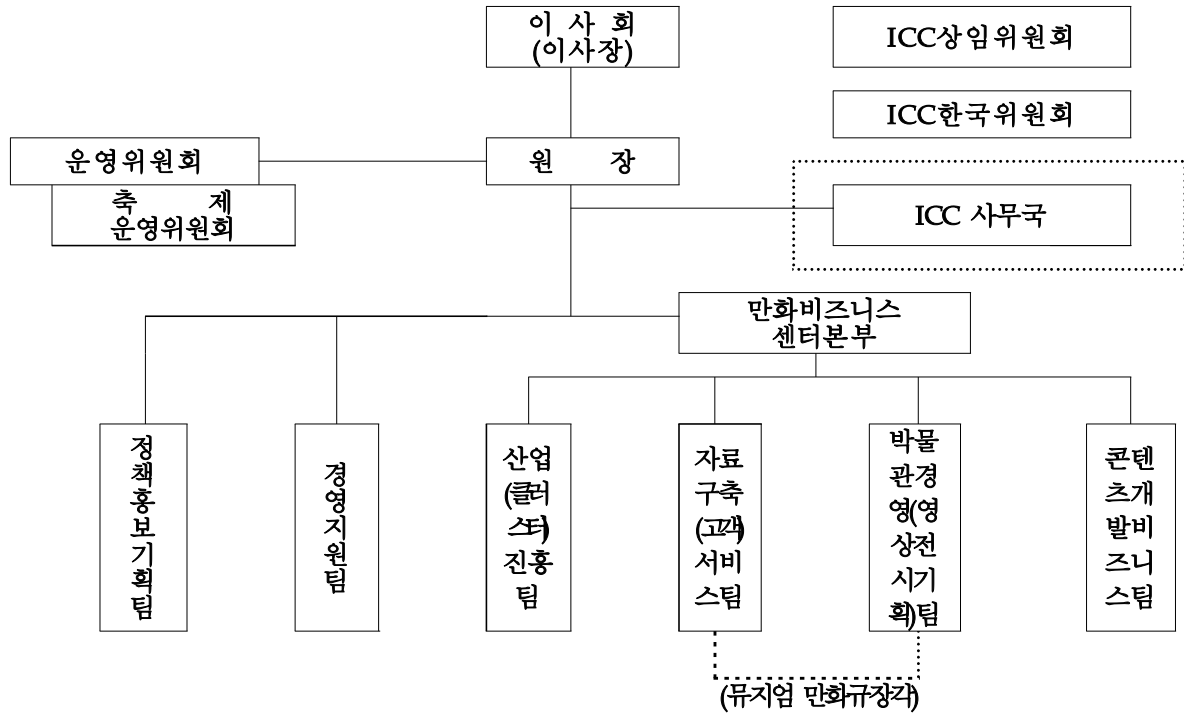 이 사 회
(이사장)
ICC상임위원회
ICC한국위원회
운영위원회
원 장
축 제
운영위원회
ICC 사무국
만화비즈니스
센터본부
정
책
홍
보
기
획
팀
경
영
지
원
팀
산업
(클러
스터)
진흥
팀
자료
구축
(고객)
서비
스팀
박물
관경
영(영
상전
시기
획)팀
콘텐
츠개
발비
즈니
스팀
(뮤지엄 만화규장각)